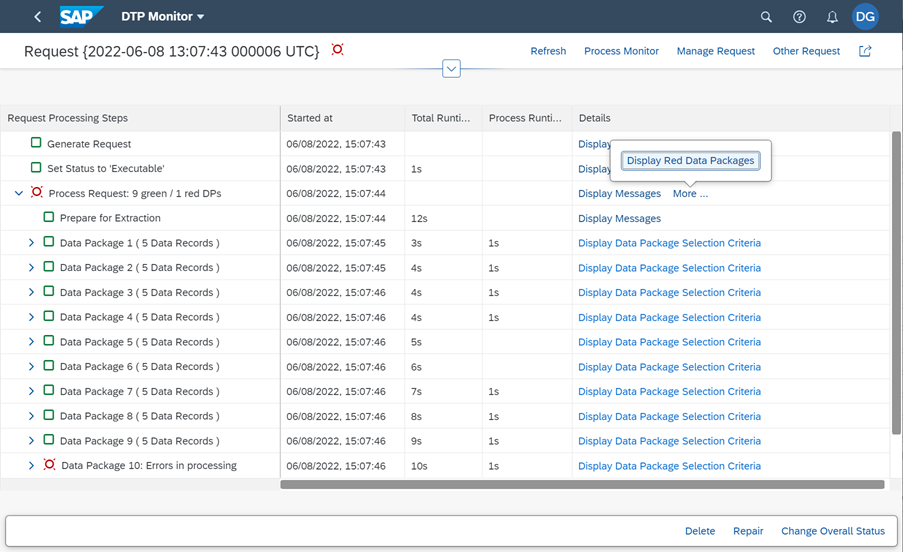 SAP DTP Monitor DG
Request {2022-06-08 13:07:43 000006 UTC} Refresh Process Monitor Manage Request Other Request
Request Processing Steps Started at Total Runti... Process Runti... Details
Generate Request 06/08/2022, 15:07:43 Display
Display Red Data Packages
Set Status to 'Executable' 06/08/2022, 15:07:43 1s Display
Process Request: 9 green / 1 red DPs 06/08/2022, 15:07:44 Display Messages More ...
Prepare for Extraction 06/08/2022, 15:07:44 12s Display Messages
Data Package 1 ( 5 Data Records ) 06/08/2022, 15:07:45 3s 1s Display Data Package Selection Criteria
Data Package 2 ( 5 Data Records ) 06/08/2022, 15:07:45 4s 1s Display Data Package Selection Criteria
Data Package 3 ( 5 Data Records ) 06/08/2022, 15:07:46 4s 1s Display Data Package Selection Criteria
Data Package 4 ( 5 Data Records ) 06/08/2022, 15:07:46 4s 1s Display Data Package Selection Criteria
Data Package 5 ( 5 Data Records ) 06/08/2022, 15:07:46 5s Display Data Package Selection Criteria
Data Package 6 ( 5 Data Records ) 06/08/2022, 15:07:46 6s Display Data Package Selection Criteria
Data Package 7 ( 5 Data Records ) 06/08/2022, 15:07:46 7s 1s Display Data Package Selection Criteria
Data Package 8 ( 5 Data Records ) 06/08/2022, 15:07:46 8s 1s Display Data Package Selection Criteria
Data Package 9 ( 5 Data Records ) 06/08/2022, 15:07:46 9s 1s Display Data Package Selection Criteria
Data Package 10: Errors in processing 06/08/2022, 15:07:46 10s 1s Display Data Package Selection Criteria
Delete Repair Change Overall Status